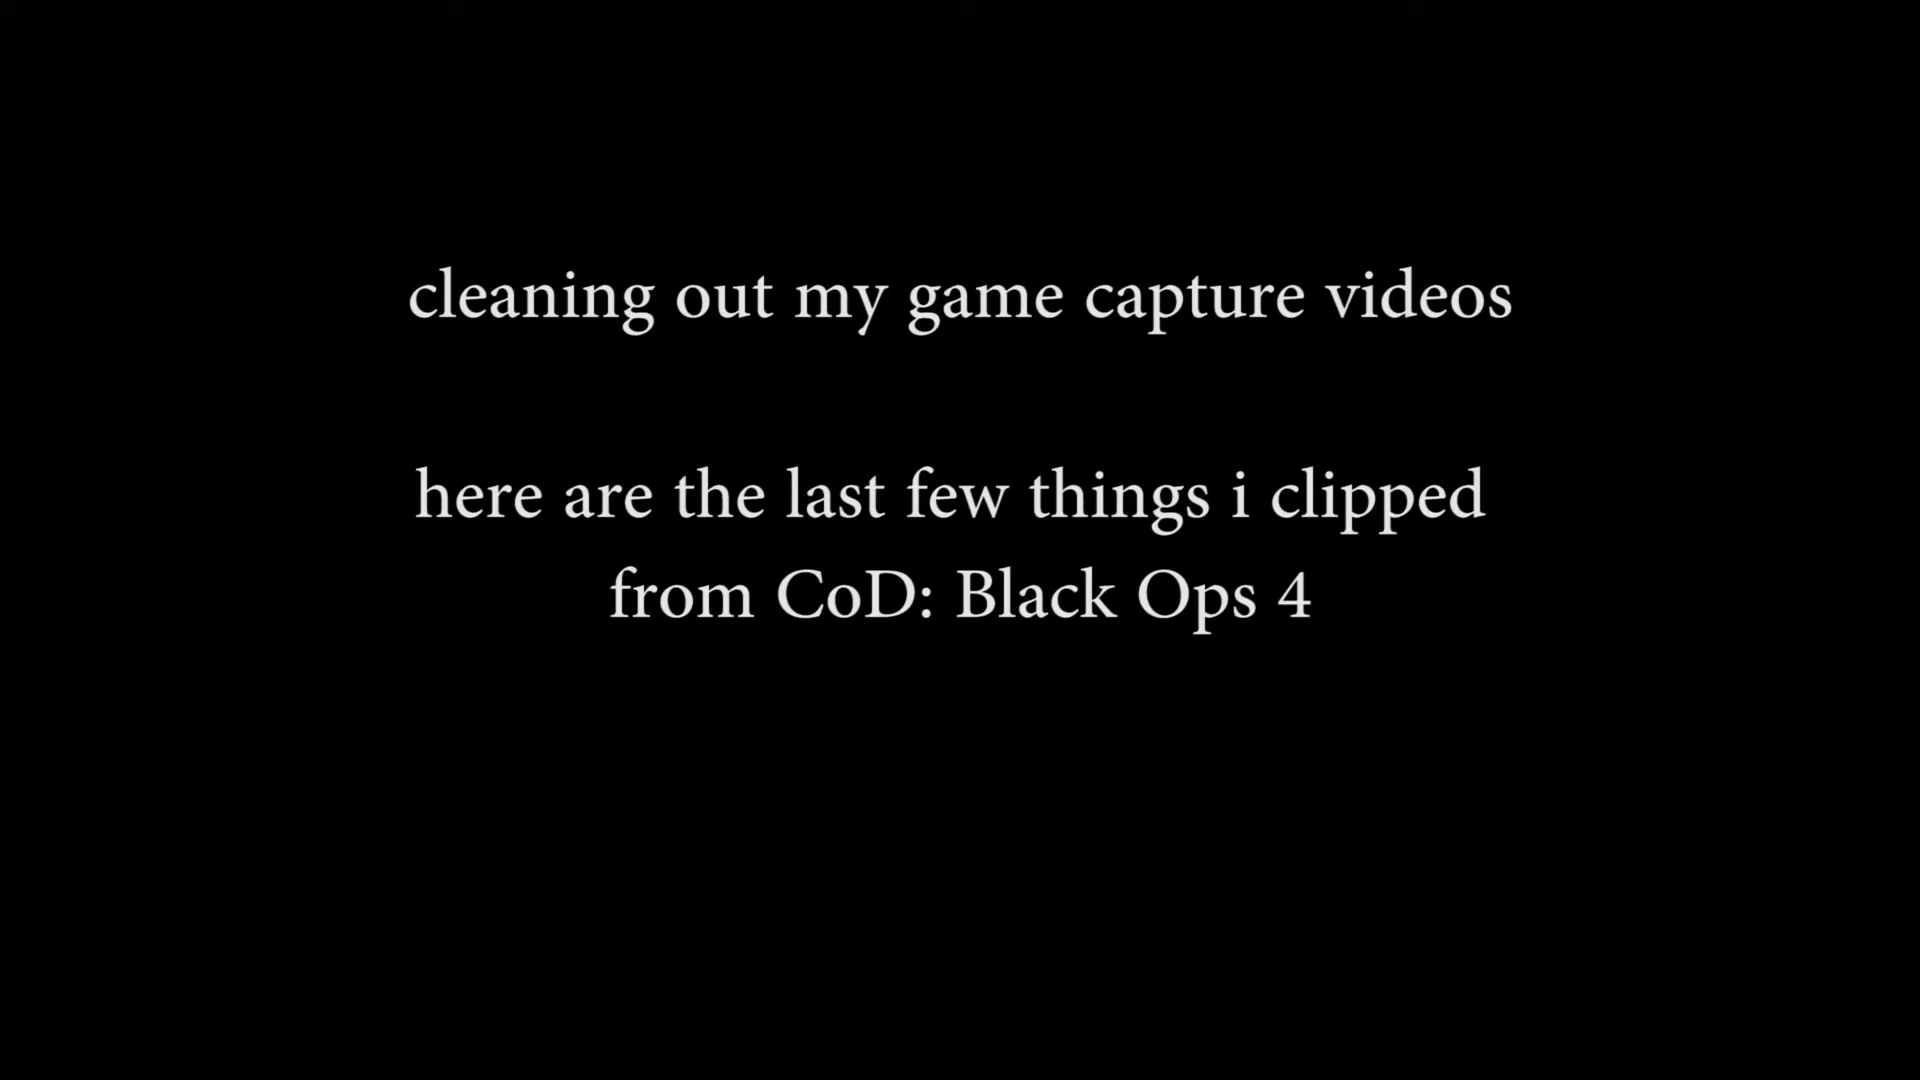 cleaning out my game capture videos
here are the last few things i clipped
from CoD: Black Ops 4